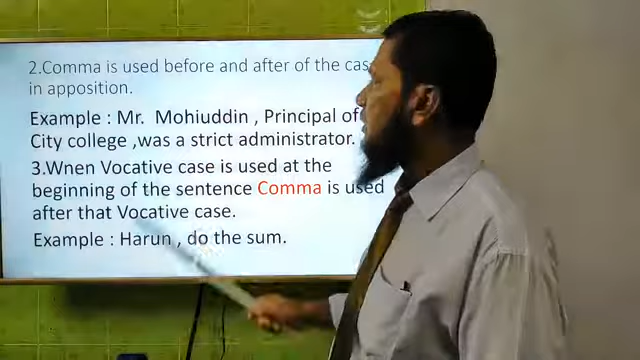 2.Comma is used before and after of the cas
in apposition.
Example : Mr. Mohiuddin , Principal of
City college ,was a strict administrator.
3.Wnen Vocative case is used at the
beginning of the sentence Comma is used
after that Vocative case.
Example : Harun , do the sum.